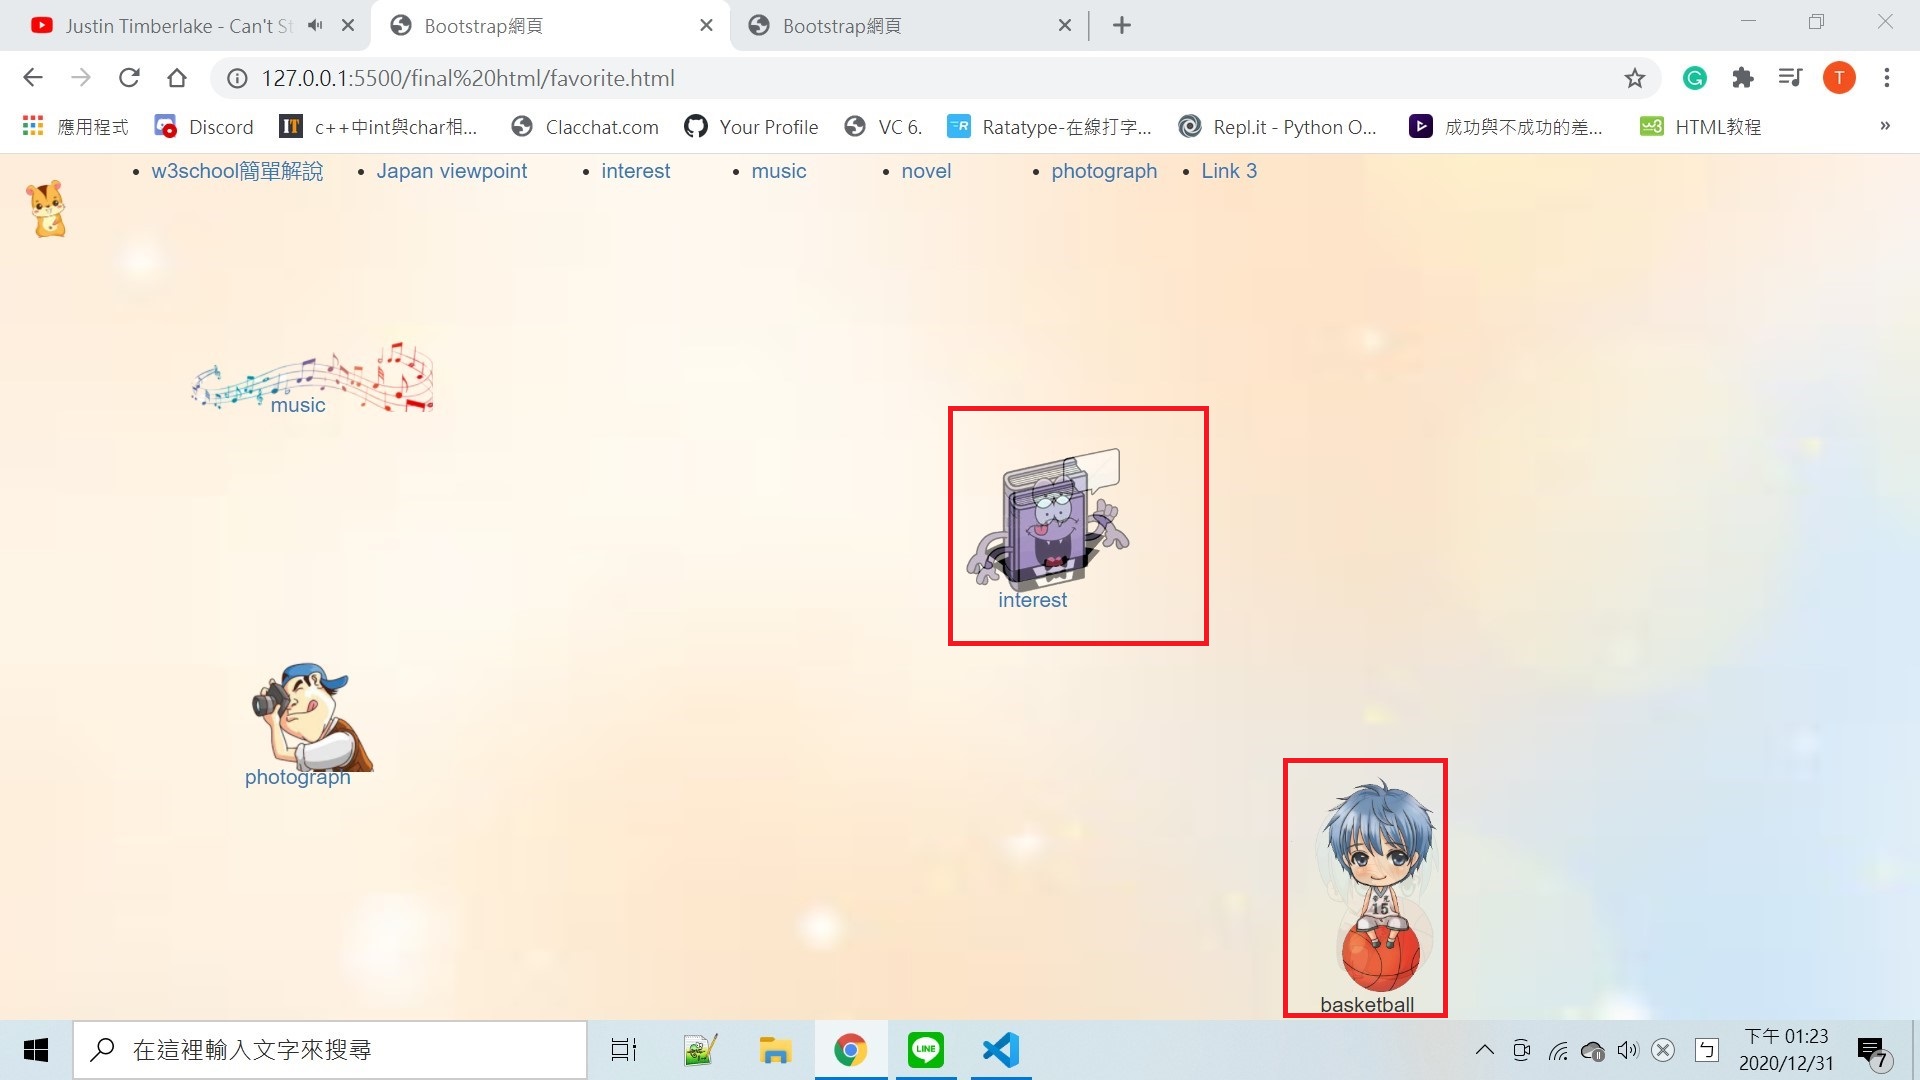 Justin Timberlake - Can't St
Bootstrap網頁
Bootstrap網頁
127.0.0.1:5500/final%20html/favorite.html
G
T
應用程式
Discord
IT c++中int與char相...
Clacchat.com
Your Profile
VC 6.
Ratatype-在線打字...
Repl.it - Python O...
成功與不成功的差...
w3 HTML教程
»
• w3school簡單解說
• Japan viewpoint
• interest
• music
• novel
• photograph
• Link 3
music
interest
photograph
15
basketball
在這裡輸入文字來搜尋
LINE
ㄅ
下午 01:23
2020/12/31
7